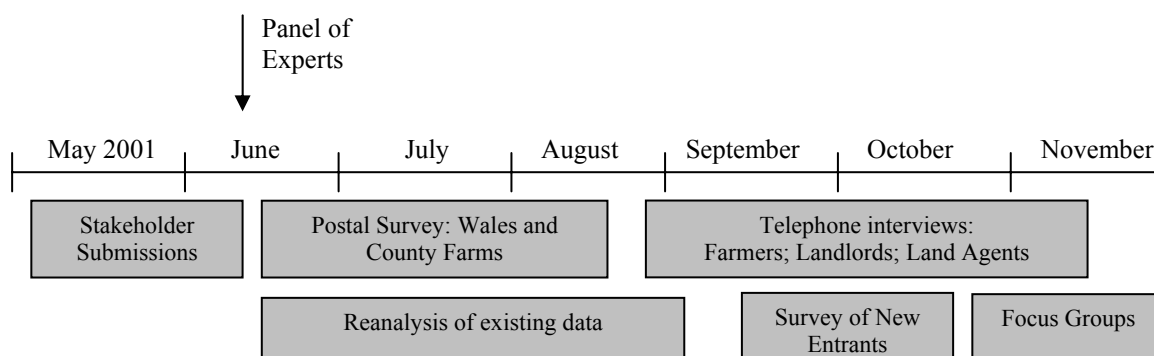 Panel of
Experts
May 2001 June July August September October November
Stakeholder
Submissions
Postal Survey: Wales and
County Farms
Telephone interviews:
Farmers; Landlords; Land Agents
Reanalysis of existing data
Survey of New
Entrants
Focus Groups